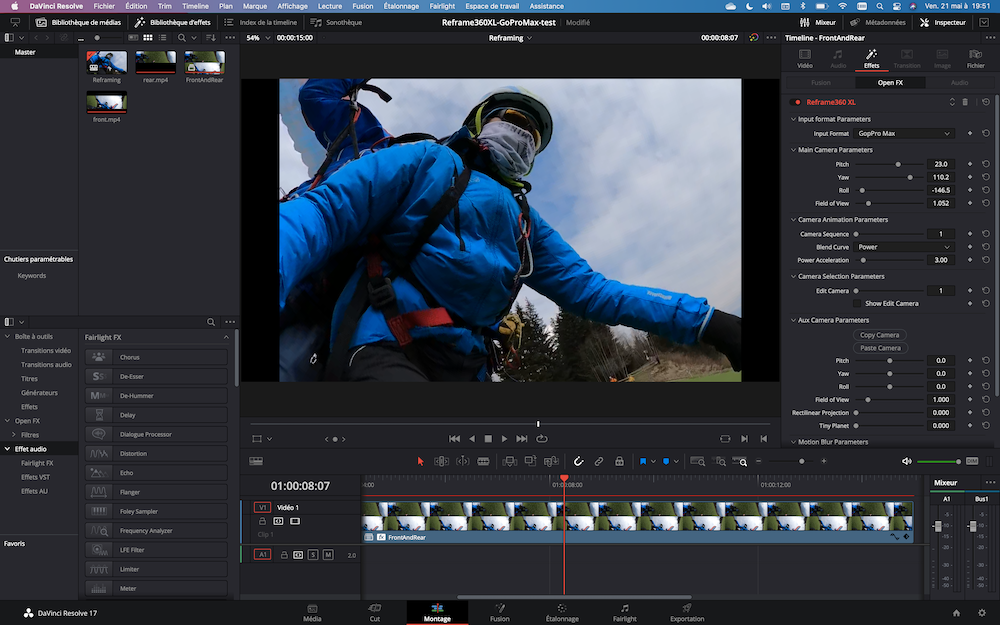 DaVinci Resolve Fichier Édition Trim Timeline Plan Marque Affichage Lecture Fusion Étalonnage Fairlight Espace de travail Assistance
Ven. 21 mai à 19:51
Bibliothèque de médias Bibliothèque d'effets Index de la timeline Sonothèque
Reframe360XL-GoProMax-test Modifié
Mixeur Métadonnées Inspecteur
54% 00:00:15:00
Reframing
00:00:08:07
Timeline - FrontAndRear
Master
Reframing
rear.mp4
FrontAndRear
front.mp4
Chutiers paramétrables
Keywords
Vidéo Audio Effets Transition Image Fichier
Fusion Open FX Audio
Reframe360 XL
Input format Parameters
Input Format GopPro Max
Main Camera Parameters
Pitch 23.0
Yaw 110.2
Roll -146.5
Field of View 1.052
Camera Animation Parameters
Camera Sequence 1
Blend Curve Power
Power Acceleration 3.00
Camera Selection Parameters
Edit Camera 1
Show Edit Camera
Aux Camera Parameters
Copy Camera
Paste Camera
Pitch 0.0
Yaw 0.0
Roll 0.0
Field of View 1.000
Rectilinear Projection 0.000
Tiny Planet 0.000
Motion Blur Parameters
Boîte à outils
Transitions vidéo
Transitions audio
Titres
Générateurs
Effets
Open FX
Filtres
Effet audio
Fairlight FX
Effets VST
Effets AU
Favoris
Fairlight FX
Chorus
De-Esser
De-Hummer
Delay
Dialogue Processor
Distortion
Echo
Flanger
Foley Sampler
Frequency Analyzer
LFE Filter
Limiter
Meter
DIM
01:00:08:07
01:00:08:00
01:00:12:00
V1 Vidéo 1
Clip 1
FrontAndRear
A1 S M 2.0
Mixeur
A1 Bus1
DaVinci Resolve 17
Média Cut Montage Fusion Étalonnage Fairlight Exportation